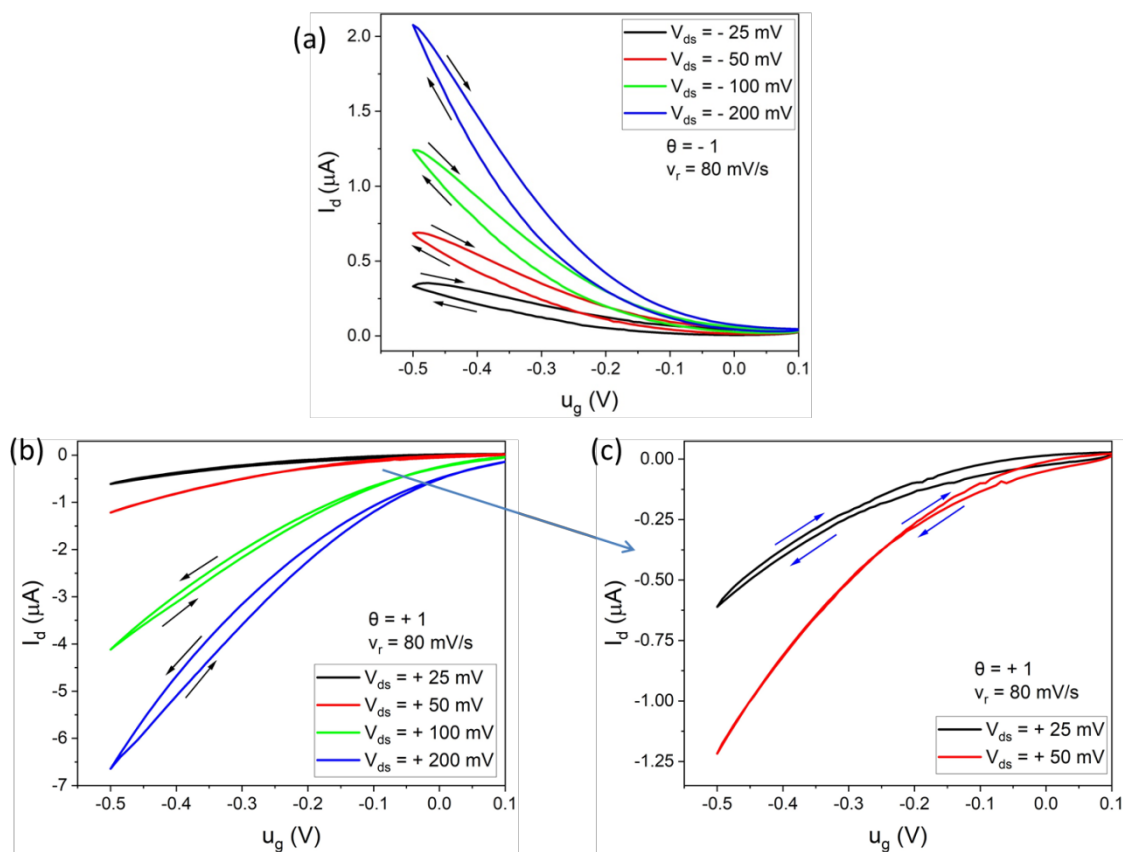 (a)
2.0
1.5
1.0
0.5
0.0
I_d (μA)
V_ds = - 25 mV
V_ds = - 50 mV
V_ds = - 100 mV
V_ds = - 200 mV
θ = - 1
v_r = 80 mV/s
-0.5 -0.4 -0.3 -0.2 -0.1 0.0 0.1
u_g (V)
(b)
0
-1
-2
-3
-4
-5
-6
-7
I_d (μA)
θ = + 1
v_r = 80 mV/s
V_ds = + 25 mV
V_ds = + 50 mV
V_ds = + 100 mV
V_ds = + 200 mV
-0.5 -0.4 -0.3 -0.2 -0.1 0.0 0.1
u_g (V)
(c)
0.00
-0.25
-0.50
-0.75
-1.00
-1.25
I_d (μA)
θ = + 1
v_r = 80 mV/s
V_ds = + 25 mV
V_ds = + 50 mV
-0.5 -0.4 -0.3 -0.2 -0.1 0.0 0.1
u_g (V)